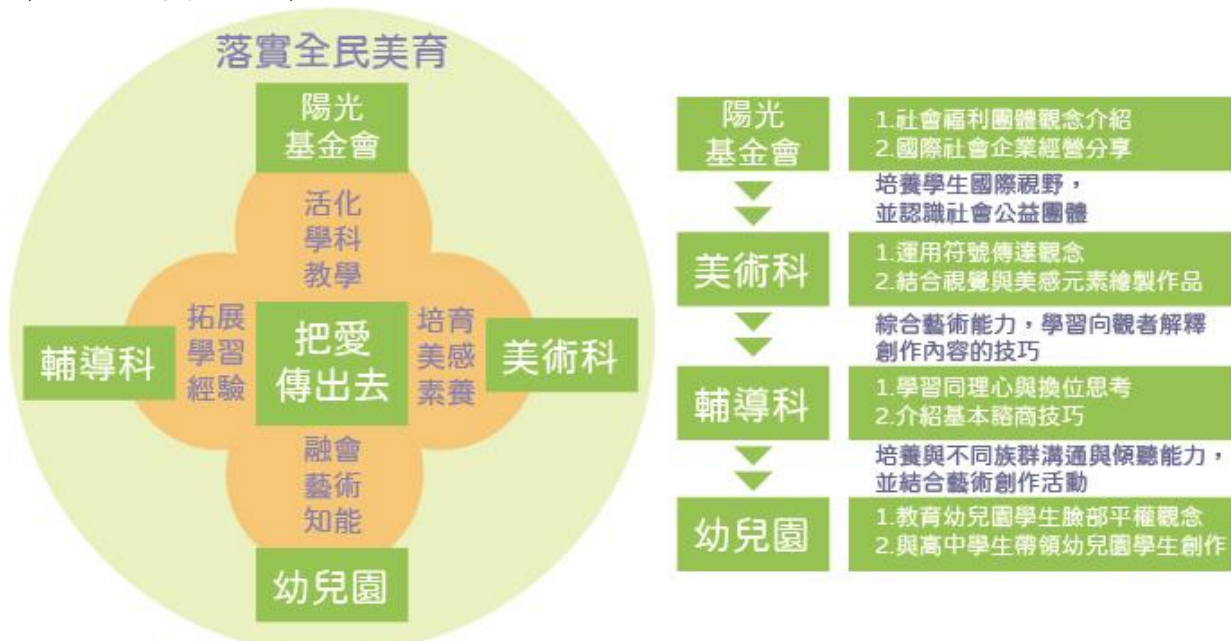 落實全民美育
陽光
基金會
活化
學科
教學
輔導科
拓展
學習
經驗
把愛
傳出去
培育
美感
素養
美術科
融會
藝術
知能
幼兒園
陽光
基金會
1.社會福利團體觀念介紹
2.國際社會企業經營分享
培養學生國際視野，
並認識社會公益團體
美術科
1.運用符號傳達觀念
2.結合視覺與美感元素繪製作品
綜合藝術能力，學習向觀者解釋
創作內容的技巧
輔導科
1.學習同理心與換位思考
2.介紹基本諮商技巧
培養與不同族群溝通與傾聽能力，
並結合藝術創作活動
幼兒園
1.教育幼兒園學生臉部平權觀念
2.與高中學生帶領幼兒園學生創作